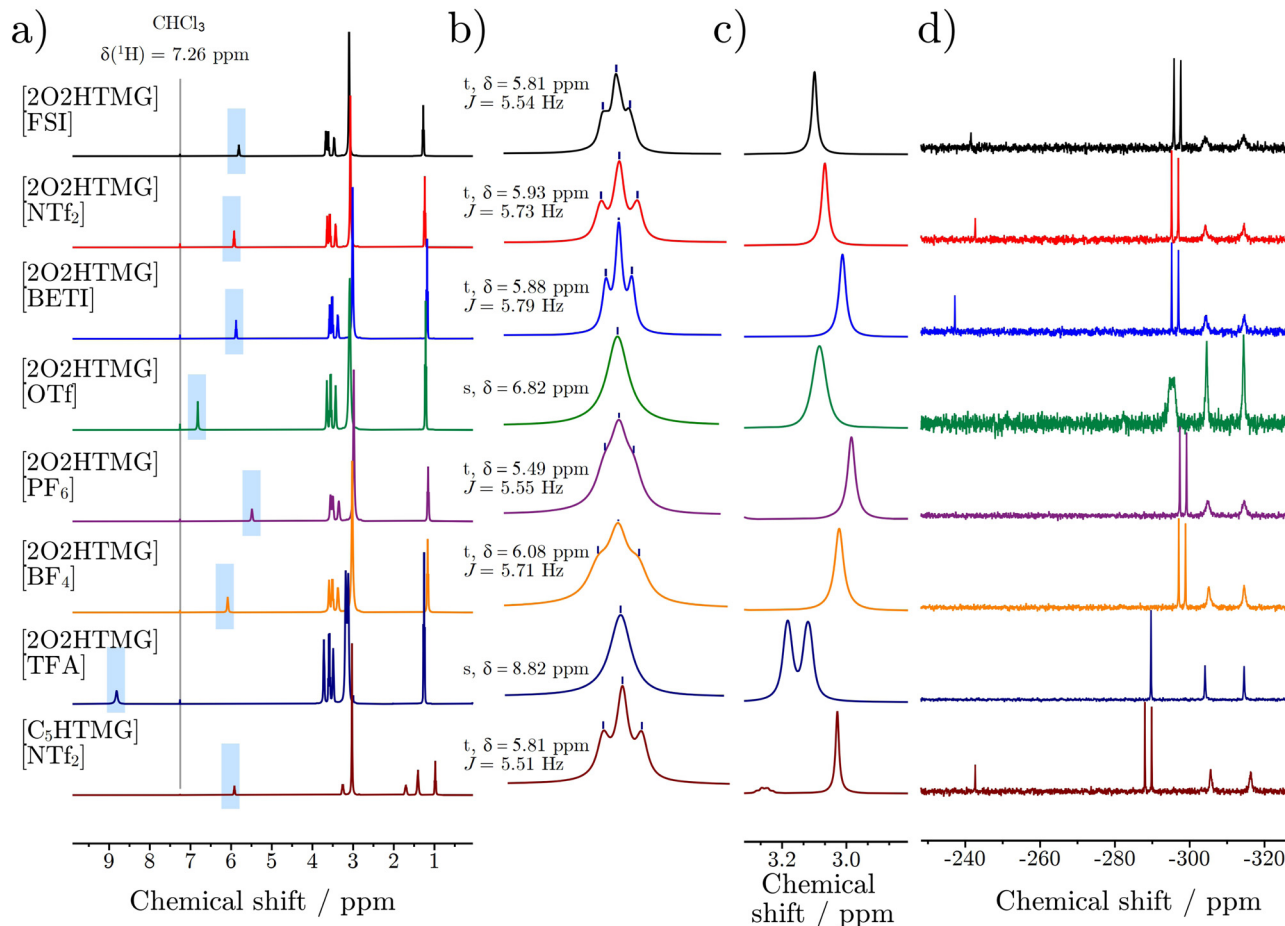 a)
CHCl₃
δ(¹H) = 7.26 ppm
b)
c)
d)
[2O2HTMG]
[FSI]
t, δ = 5.81 ppm
J = 5.54 Hz
[2O2HTMG]
[NTf₂]
t, δ = 5.93 ppm
J = 5.73 Hz
[2O2HTMG]
[BETI]
t, δ = 5.88 ppm
J = 5.79 Hz
[2O2HTMG]
[OTf]
s, δ = 6.82 ppm
[2O2HTMG]
[PF₆]
t, δ = 5.49 ppm
J = 5.55 Hz
[2O2HTMG]
[BF₄]
t, δ = 6.08 ppm
J = 5.71 Hz
[2O2HTMG]
[TFA]
s, δ = 8.82 ppm
[C₅HTMG]
[NTf₂]
t, δ = 5.81 ppm
J = 5.51 Hz
9 8 7 6 5 4 3 2 1
Chemical shift / ppm
3.2 3.0
Chemical
shift / ppm
-240 -260 -280 -300 -320
Chemical shift / ppm